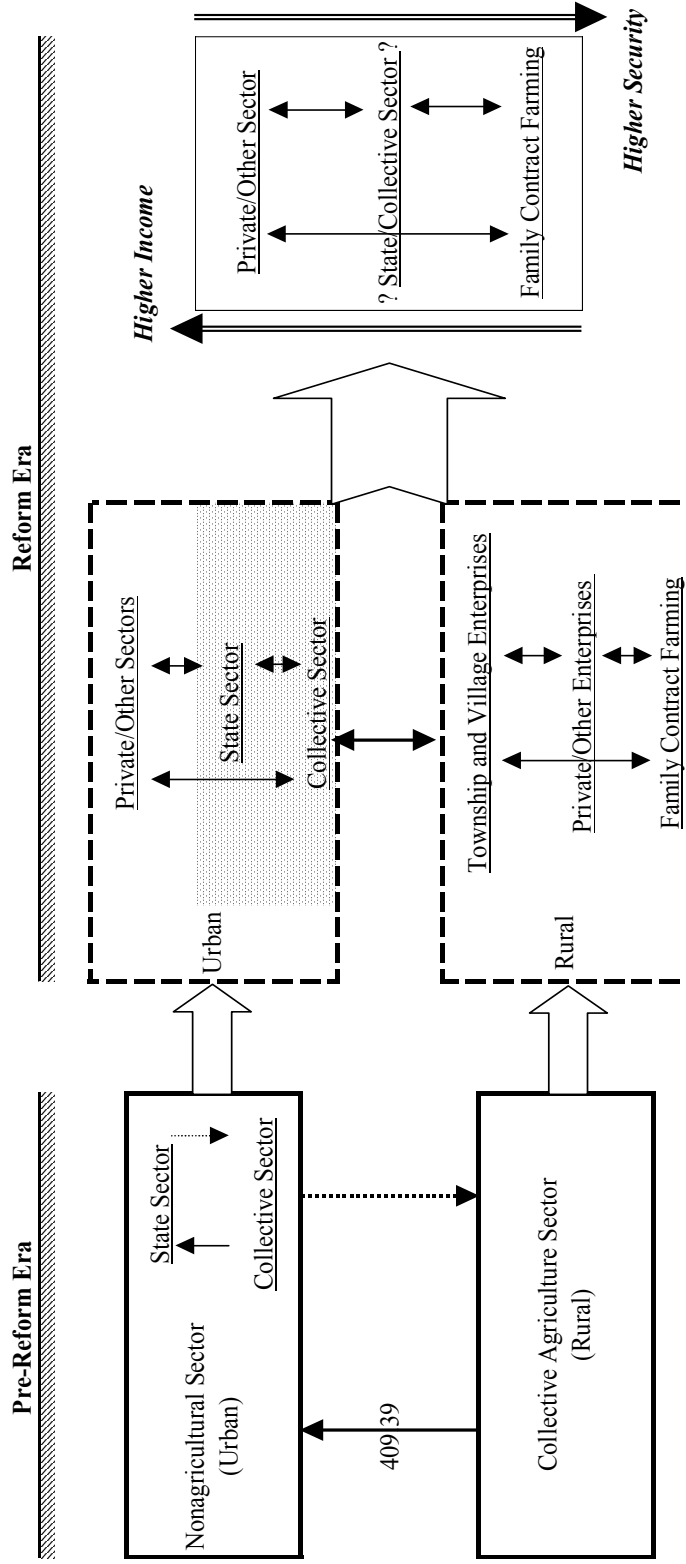 Pre-Reform Era
Reform Era
Nonagricultural Sector
(Urban)
State Sector
Collective Sector
40939
Collective Agriculture Sector
(Rural)
Urban
Private/Other Sectors
State Sector
Collective Sector
Rural
Township and Village Enterprises
Private/Other Enterprises
Family Contract Farming
Higher Income
Private/Other Sector
? State/Collective Sector ?
Family Contract Farming
Higher Security